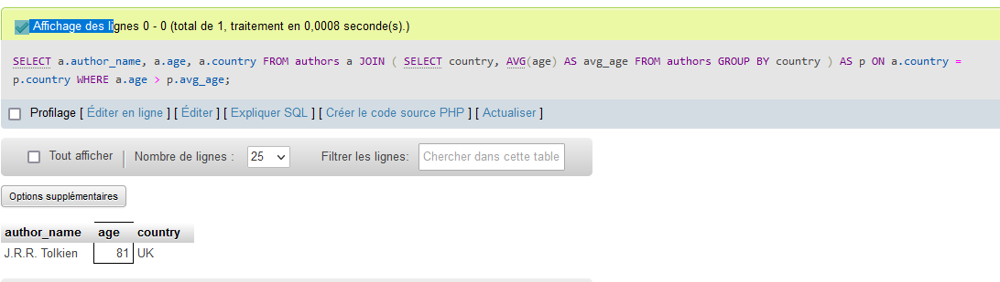 Affichage des lignes 0 - 0 (total de 1, traitement en 0,0008 seconde(s).)
SELECT a.author_name, a.age, a.country FROM authors a JOIN ( SELECT country, AVG(age) AS avg_age FROM authors GROUP BY country ) AS p ON a.country =
p.country WHERE a.age > p.avg_age;
Profilage [ Éditer en ligne ] [ Éditer ] [ Expliquer SQL ] [ Créer le code source PHP ] [ Actualiser ]
Tout afficher Nombre de lignes : 25 Filtrer les lignes: Chercher dans cette table
Options supplémentaires
author_name age country
J.R.R. Tolkien 81 UK